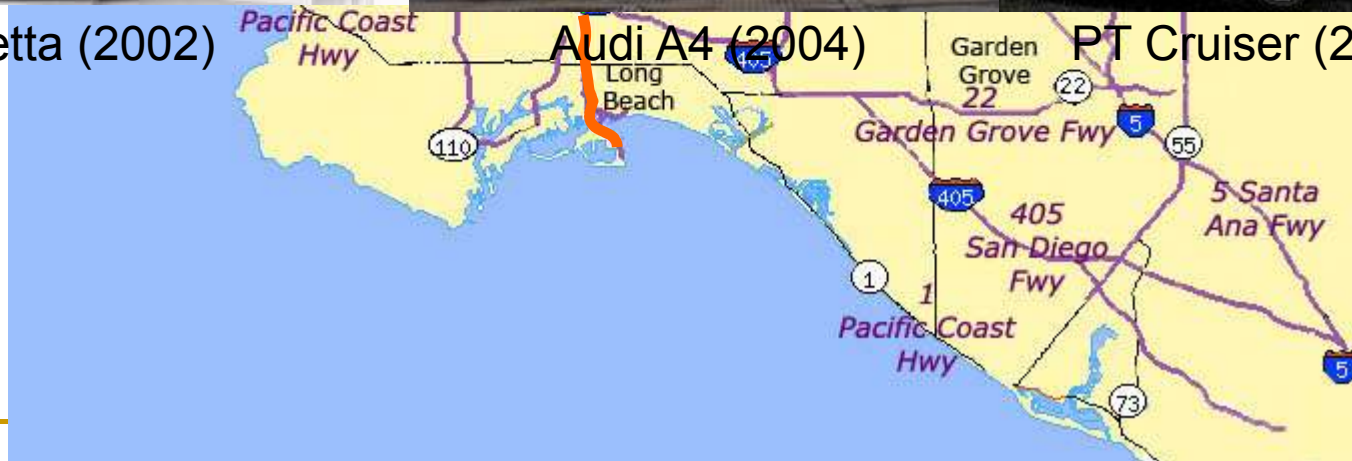 etta (2002)
Audi A4 (2004)
PT Cruiser (2
Pacific Coast
Hwy
465
Long
Beach
Garden
Grove
22
22
Garden Grove Fwy
5
55
110
405
405
San Diego
Fwy
5 Santa
Ana Fwy
1
1
Pacific Coast
Hwy
73
5